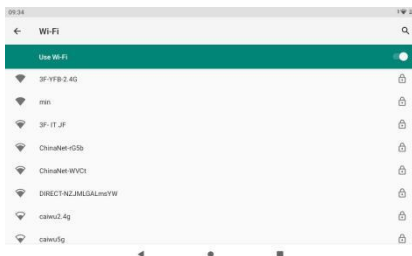 09:34
Wi-Fi
Use Wi-Fi
3F-YFB-2.4G
min
3F- IT JF
ChinaNet-rG5b
ChinaNet-WVCt
DIRECT-NZJMLGALmsYW
caiwu2.4g
caiwu5g